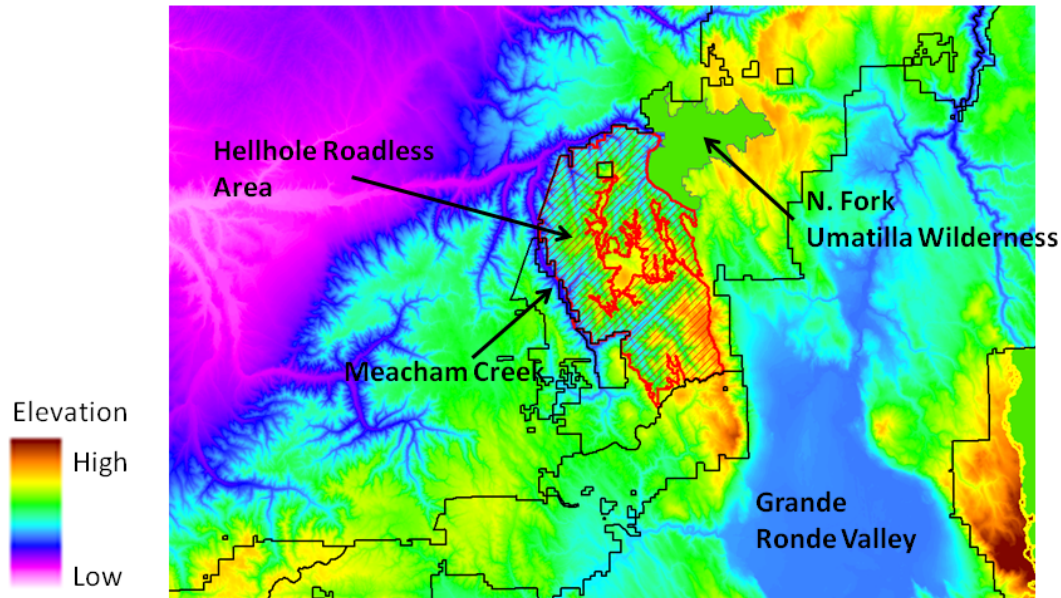 Hellhole Roadless
Area
N. Fork
Umatilla Wilderness
Meacham Creek
Elevation
High
Low
Grande
Ronde Valley